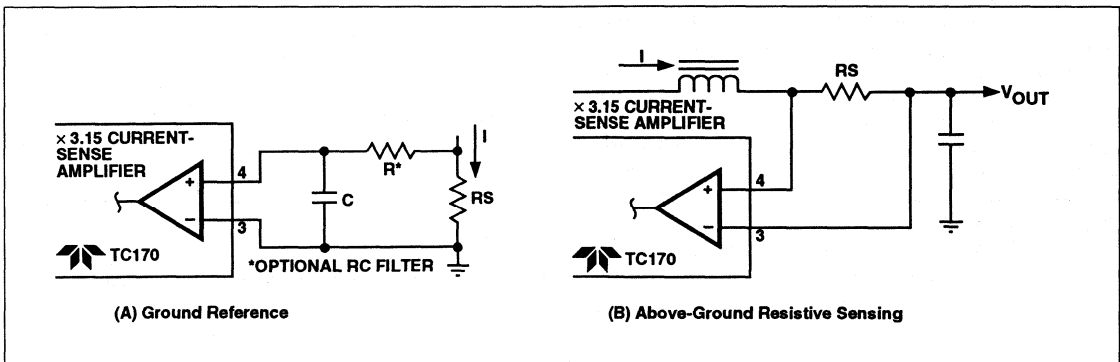 × 3.15 CURRENT-
SENSE
AMPLIFIER
+
4
−
3
TC170
C
R*
I
RS
*OPTIONAL RC FILTER
(A) Ground Reference
I
RS
VOUT
× 3.15 CURRENT-
SENSE AMPLIFIER
+
4
−
3
TC170
(B) Above-Ground Resistive Sensing